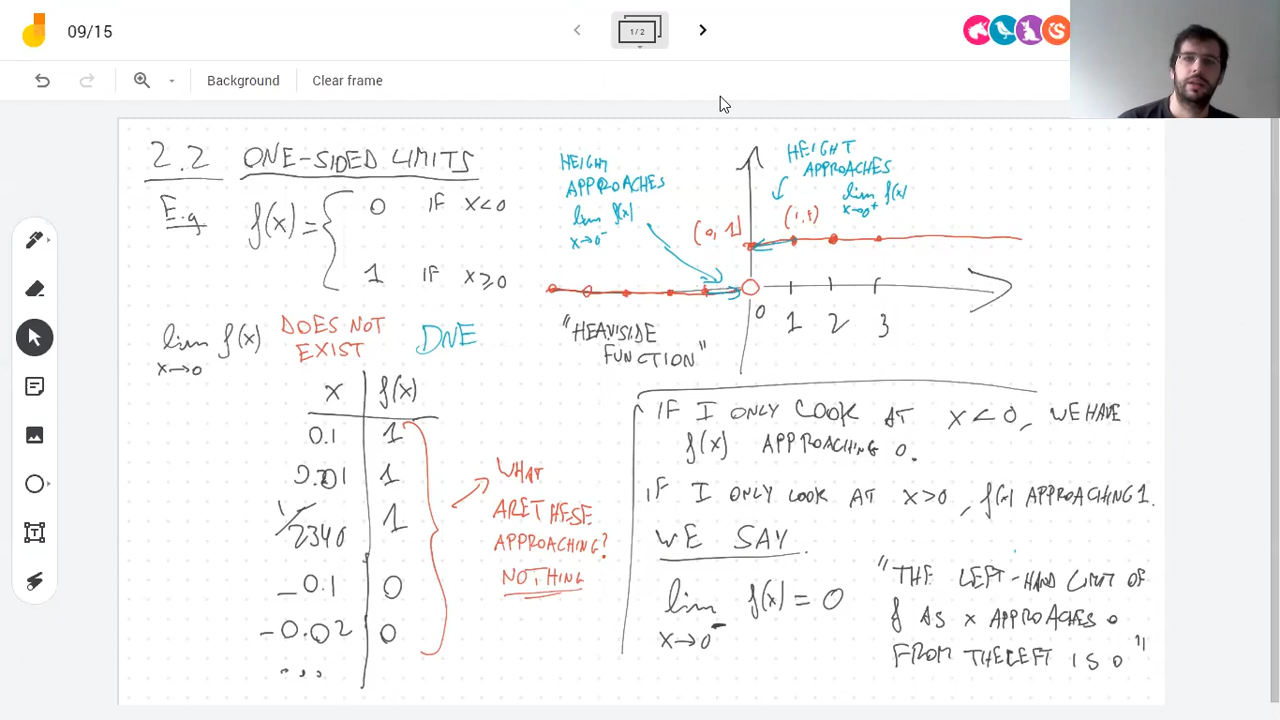 09/15
1/2
Background
Clear frame
2.2 ONE-SIDED LIMITS
E.g
f(x) = { 0 IF x<0
1 IF x≥0
lim f(x) DOES NOT EXIST DNE
x→0
x | f(x)
0.1 | 1
0.001 | 1
1/2340 | 1
-0.1 | 0
-0.02 | 0
...
WHAT
ARE THESE
APPROACHING?
NOTHING
HEIGHT
APPROACHES
lim f(x)
x→0⁻
HEIGHT
APPROACHES
lim f(x)
x→0⁺
(0, 1]
(1,1)
0 1 2 3
"HEAVISIDE
FUNCTION"
IF I ONLY LOOK AT x<0, WE HAVE
f(x) APPROACHING 0.
IF I ONLY LOOK AT x>0, f(x) APPROACHING 1.
WE SAY
lim f(x) = 0
x→0⁻
"THE LEFT-HAND LIMIT OF
f AS x APPROACHES 0
FROM THE LEFT IS 0"